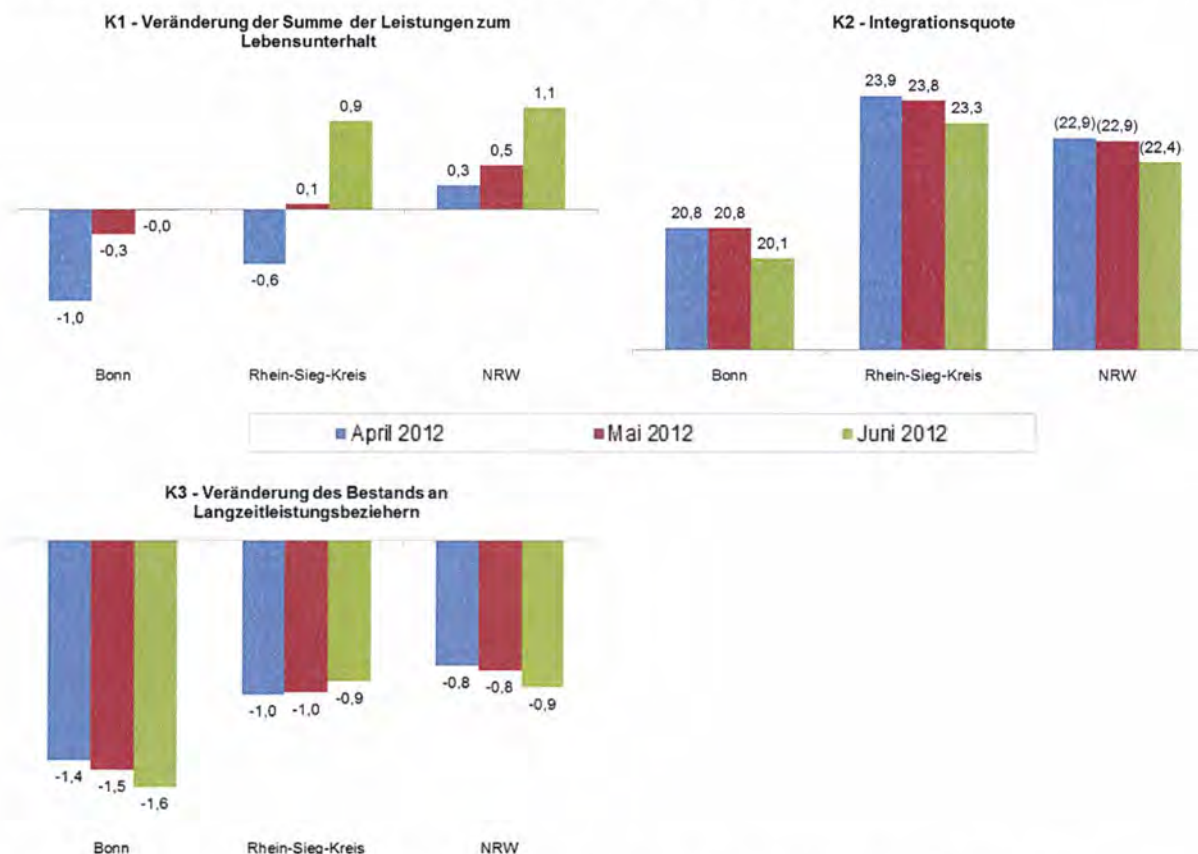 K1 - Veränderung der Summe der Leistungen zum
Lebensunterhalt
-1,0
-0,3
-0,0
-0,6
0,1
0,9
0,3
0,5
1,1
Bonn
Rhein-Sieg-Kreis
NRW
K2 - Integrationsquote
20,8
20,8
20,1
23,9
23,8
23,3
(22,9)
(22,9)
(22,4)
Bonn
Rhein-Sieg-Kreis
NRW
April 2012
Mai 2012
Juni 2012
K3 - Veränderung des Bestands an
Langzeitleistungsbeziehern
-1,4
-1,5
-1,6
-1,0
-1,0
-0,9
-0,8
-0,8
-0,9
Bonn
Rhein-Sieg-Kreis
NRW